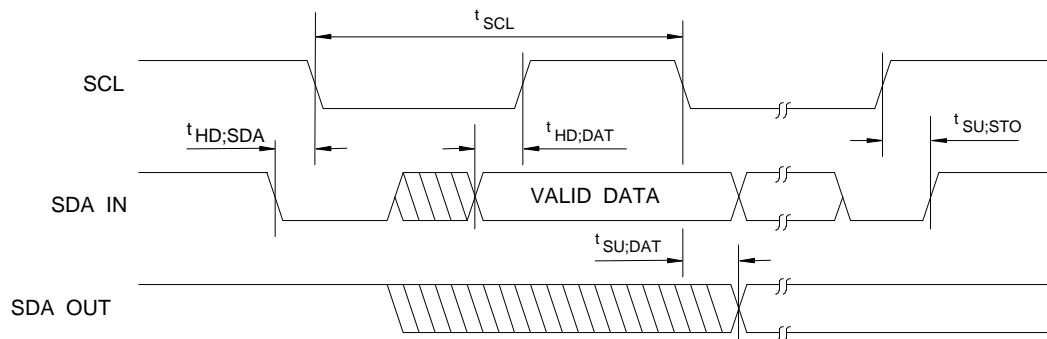 t SCL
SCL
t HD;SDA
t HD;DAT
t SU;STO
SDA IN
VALID DATA
t SU;DAT
SDA OUT